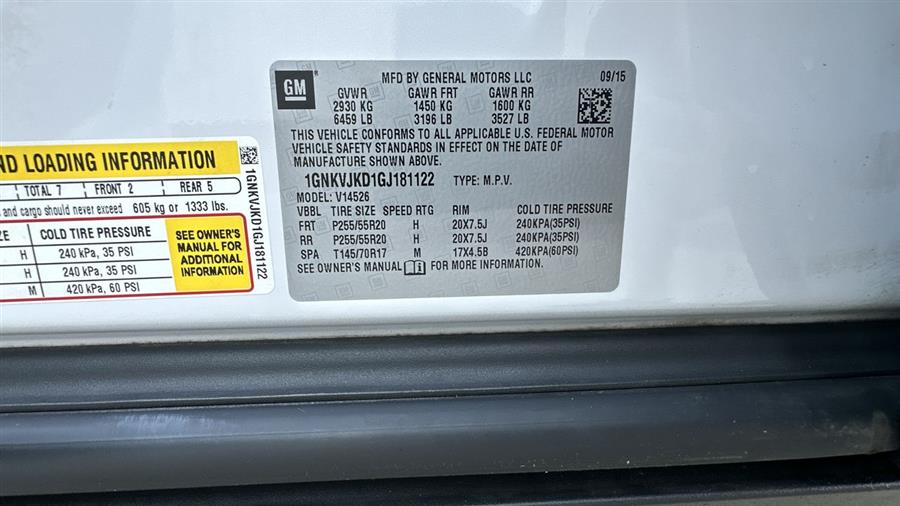 GM
MFD BY GENERAL MOTORS LLC 09/15
GVWR GAWR FRT GAWR RR
2930 KG 1450 KG 1600 KG
6459 LB 3196 LB 3527 LB
THIS VEHICLE CONFORMS TO ALL APPLICABLE U.S. FEDERAL MOTOR
VEHICLE SAFETY STANDARDS IN EFFECT ON THE DATE OF
MANUFACTURE SHOWN ABOVE.
1GNKVJKD1GJ181122 TYPE: M.P.V.
MODEL: V14526
VBBL TIRE SIZE SPEED RTG RIM COLD TIRE PRESSURE
FRT P255/55R20 H 20X7.5J 240KPA(35PSI)
RR P255/55R20 H 20X7.5J 240KPA(35PSI)
SPA T145/70R17 M 17X4.5B 420KPA(60PSI)
SEE OWNER'S MANUAL FOR MORE INFORMATION.
ND LOADING INFORMATION
TOTAL 7 FRONT 2 REAR 5
and cargo should never exceed 605 kg or 1333 lbs.
ZE COLD TIRE PRESSURE
H 240 kPa, 35 PSI
H 240 kPa, 35 PSI
M 420 kPa, 60 PSI
SEE OWNER'S
MANUAL FOR
ADDITIONAL
INFORMATION
1GNKVJKD1GJ181122